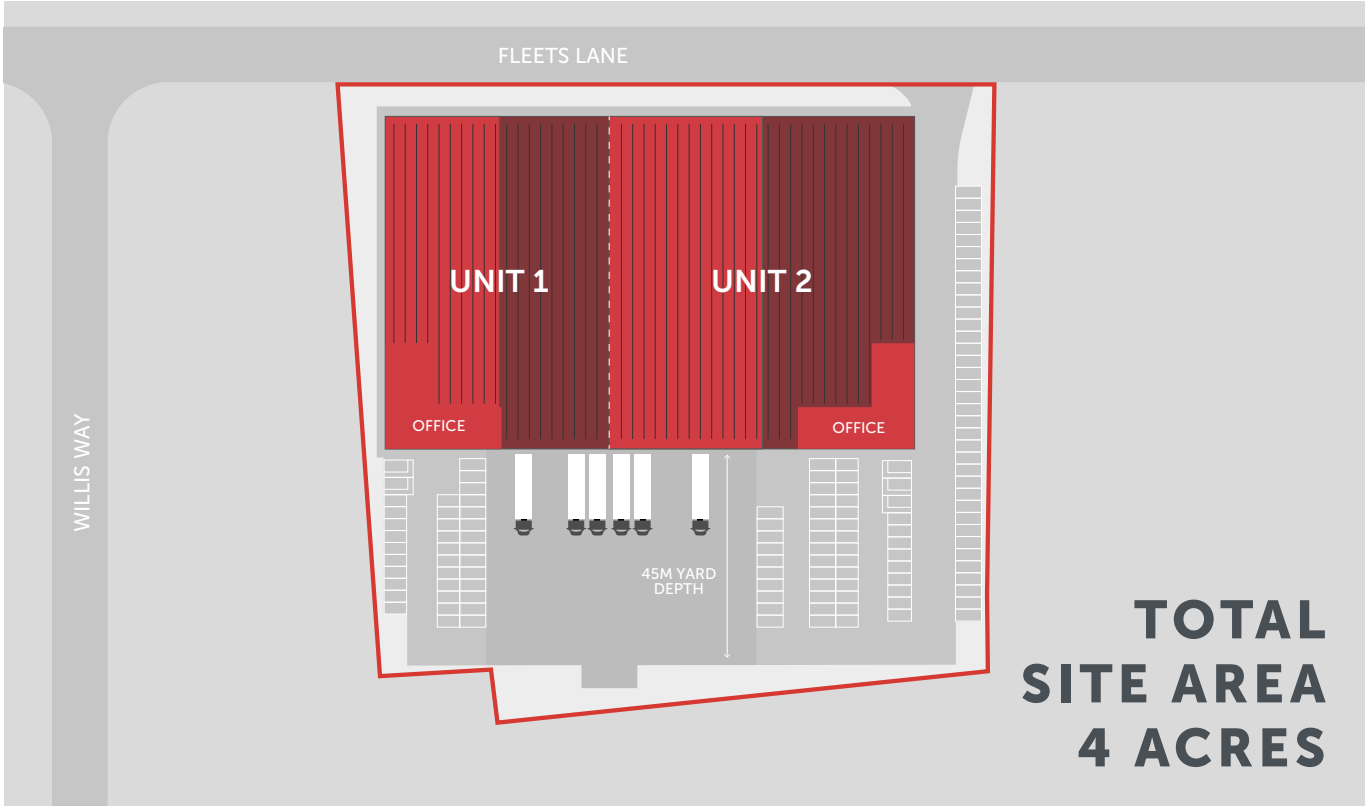 FLEETS LANE
WILLIS WAY
UNIT 1
UNIT 2
OFFICE
OFFICE
45M YARD
DEPTH
TOTAL
SITE AREA
4 ACRES